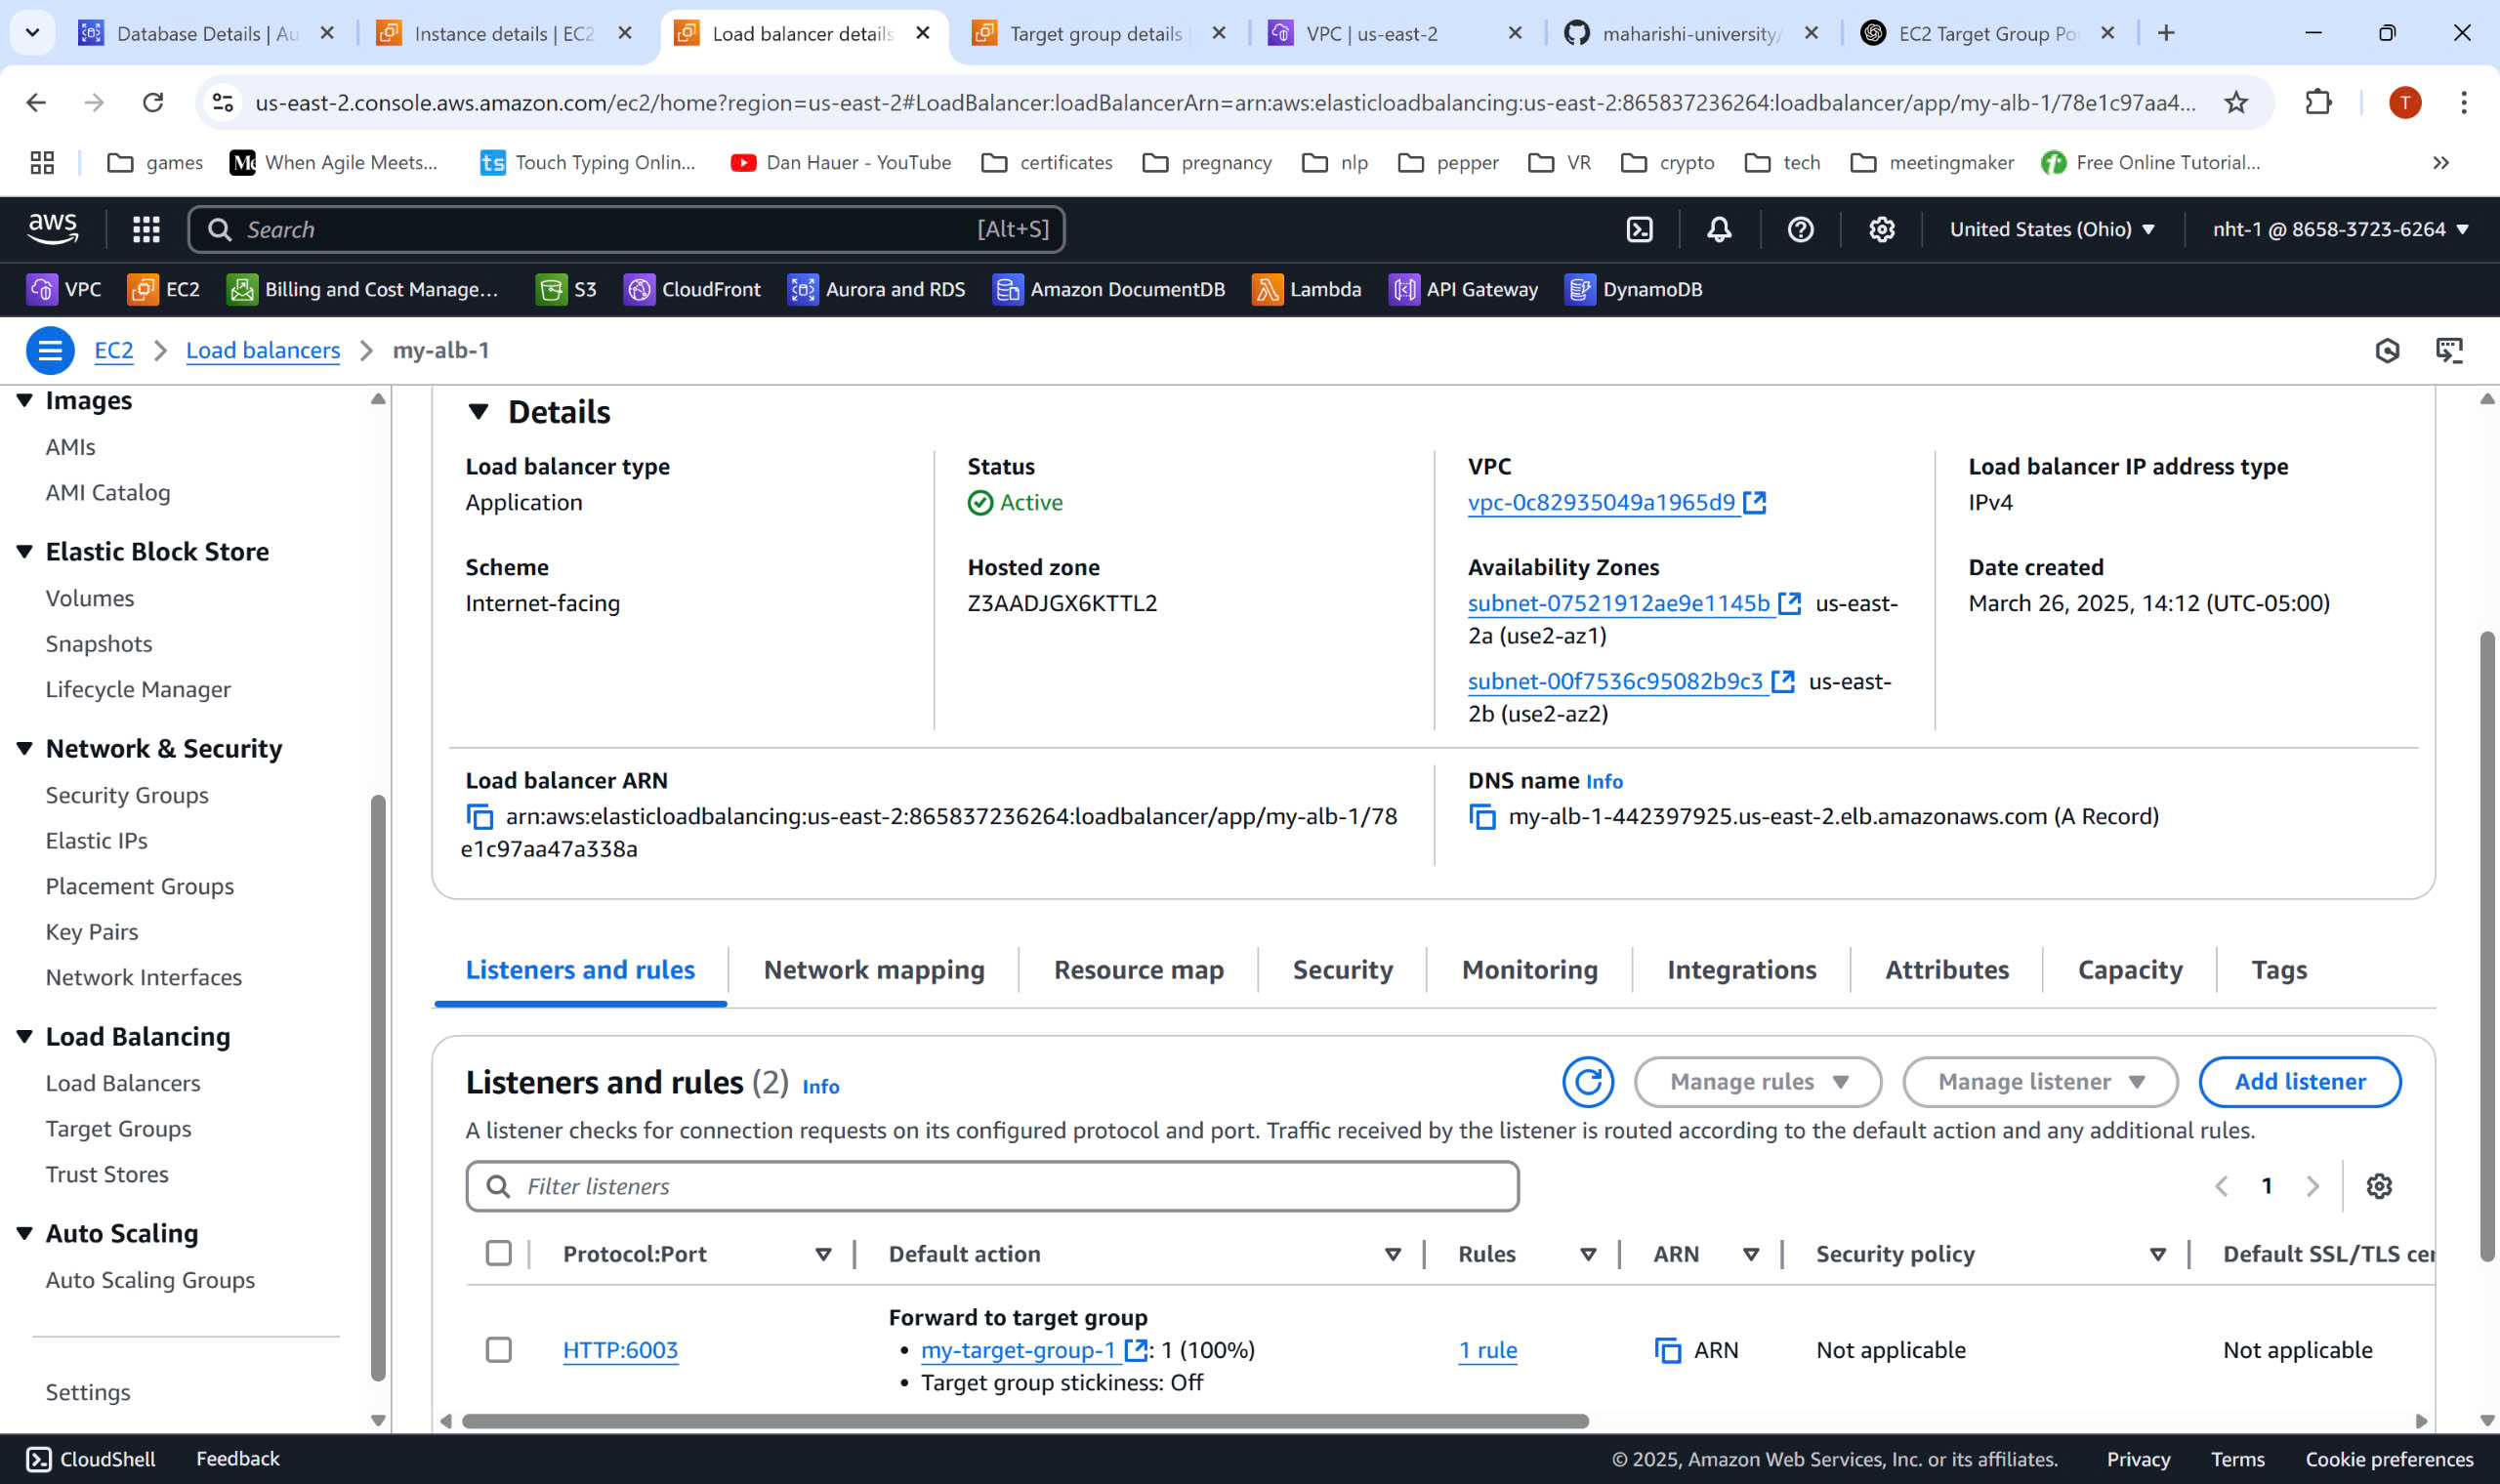 Database Details | Au
Instance details | EC2
Load balancer details
Target group details
VPC | us-east-2
maharishi-university/
EC2 Target Group Po
us-east-2.console.aws.amazon.com/ec2/home?region=us-east-2#LoadBalancer:loadBalancerArn=arn:aws:elasticloadbalancing:us-east-2:865837236264:loadbalancer/app/my-alb-1/78e1c97aa4...
T
games
When Agile Meets...
ts
Touch Typing Onlin...
Dan Hauer - YouTube
certificates
pregnancy
nlp
pepper
VR
crypto
tech
meetingmaker
Free Online Tutorial...
aws
Search
[Alt+S]
United States (Ohio)
nht-1 @ 8658-3723-6264
VPC
EC2
Billing and Cost Manage...
S3
CloudFront
Aurora and RDS
Amazon DocumentDB
Lambda
API Gateway
DynamoDB
EC2
Load balancers
my-alb-1
Images
AMIs
AMI Catalog
Elastic Block Store
Volumes
Snapshots
Lifecycle Manager
Network & Security
Security Groups
Elastic IPs
Placement Groups
Key Pairs
Network Interfaces
Load Balancing
Load Balancers
Target Groups
Trust Stores
Auto Scaling
Auto Scaling Groups
Settings
Details
Load balancer type
Application
Status
Active
VPC
vpc-0c82935049a1965d9
Load balancer IP address type
IPv4
Scheme
Internet-facing
Hosted zone
Z3AADJGX6KTTL2
Availability Zones
subnet-07521912ae9e1145b us-east-
2a (use2-az1)
subnet-00f7536c95082b9c3 us-east-
2b (use2-az2)
Date created
March 26, 2025, 14:12 (UTC-05:00)
Load balancer ARN
arn:aws:elasticloadbalancing:us-east-2:865837236264:loadbalancer/app/my-alb-1/78
e1c97aa47a338a
DNS name Info
my-alb-1-442397925.us-east-2.elb.amazonaws.com (A Record)
Listeners and rules
Network mapping
Resource map
Security
Monitoring
Integrations
Attributes
Capacity
Tags
Listeners and rules (2) Info
Manage rules
Manage listener
Add listener
A listener checks for connection requests on its configured protocol and port. Traffic received by the listener is routed according to the default action and any additional rules.
Filter listeners
1
Protocol:Port
Default action
Rules
ARN
Security policy
Default SSL/TLS cer
HTTP:6003
Forward to target group
• my-target-group-1 : 1 (100%)
• Target group stickiness: Off
1 rule
ARN
Not applicable
Not applicable
CloudShell
Feedback
© 2025, Amazon Web Services, Inc. or its affiliates.
Privacy
Terms
Cookie preferences